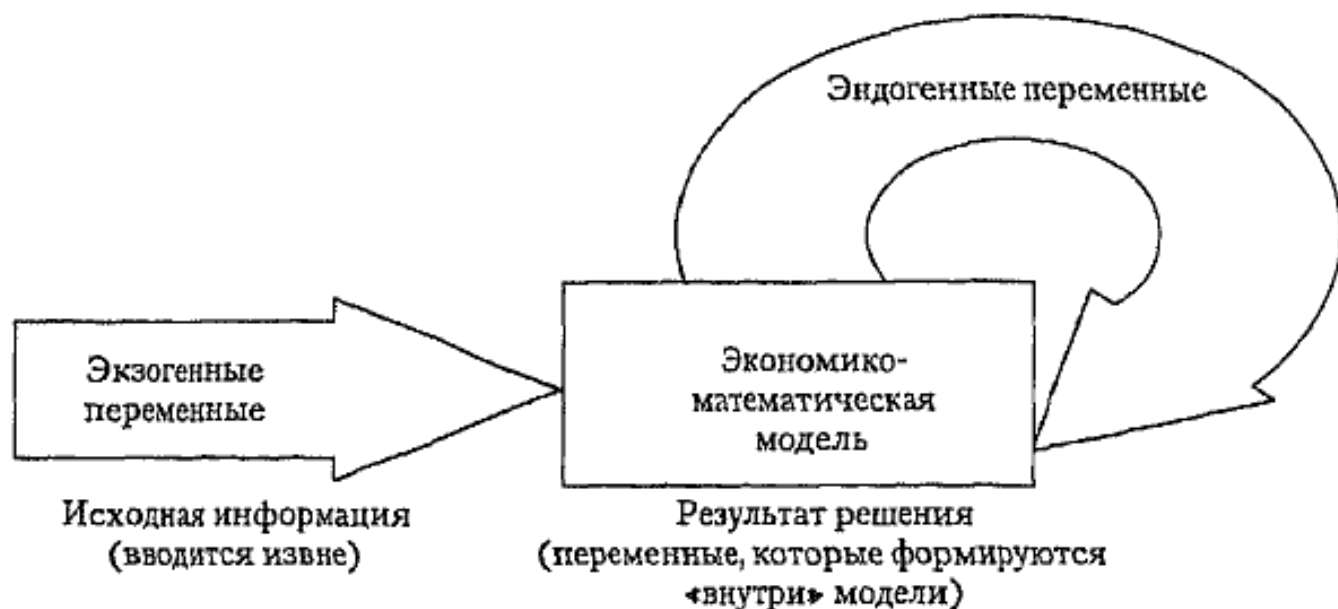 Эндогенные переменные
Экзогенные
переменные
Экономико-
математическая
модель
Исходная информация
(вводится извне)
Результат решения
(переменные, которые формируются
«внутри» модели)